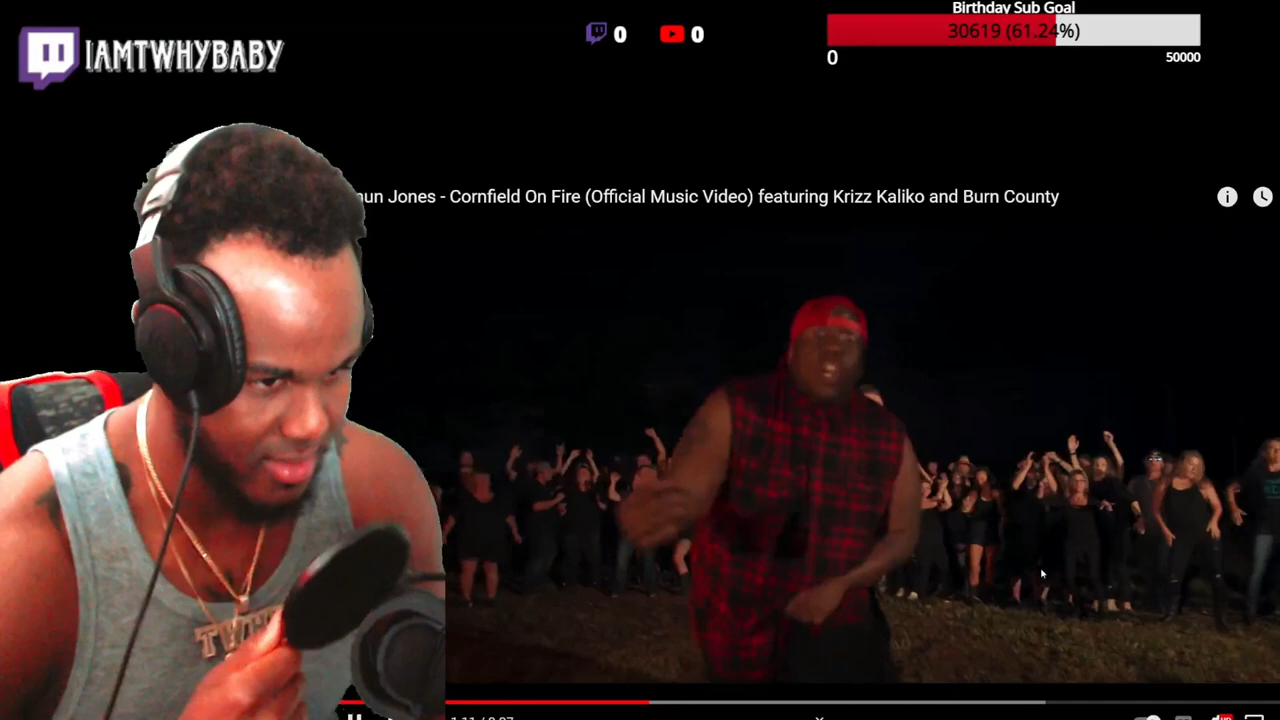 Birthday Sub Goal
IAMTWHYBABY
0
0
30619 (61.24%)
0
50000
un Jones - Cornfield On Fire (Official Music Video) featuring Krizz Kaliko and Burn County